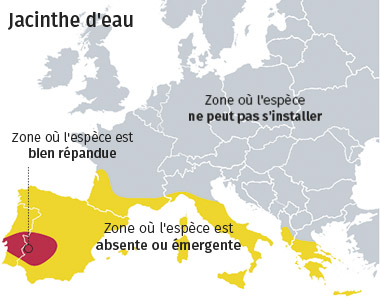 Jacinthe d'eau
Zone où l'espèce
ne peut pas s'installer
Zone où l'espèce est
bien répandue
Zone où l'espèce est
absente ou émergente